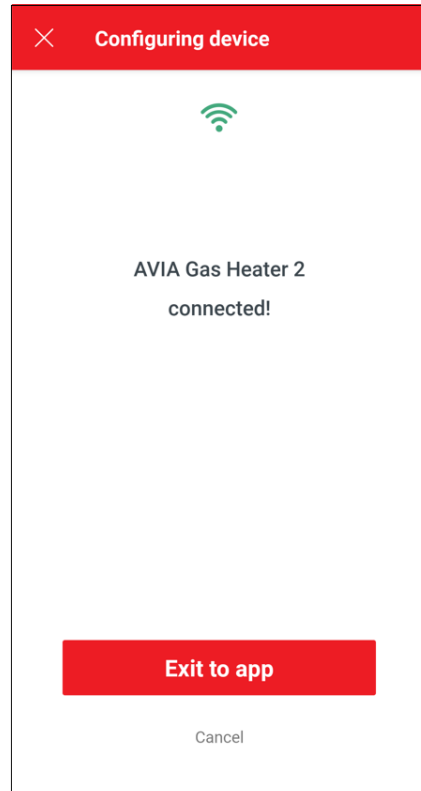 Configuring device
AVIA Gas Heater 2
connected!
Exit to app
Cancel